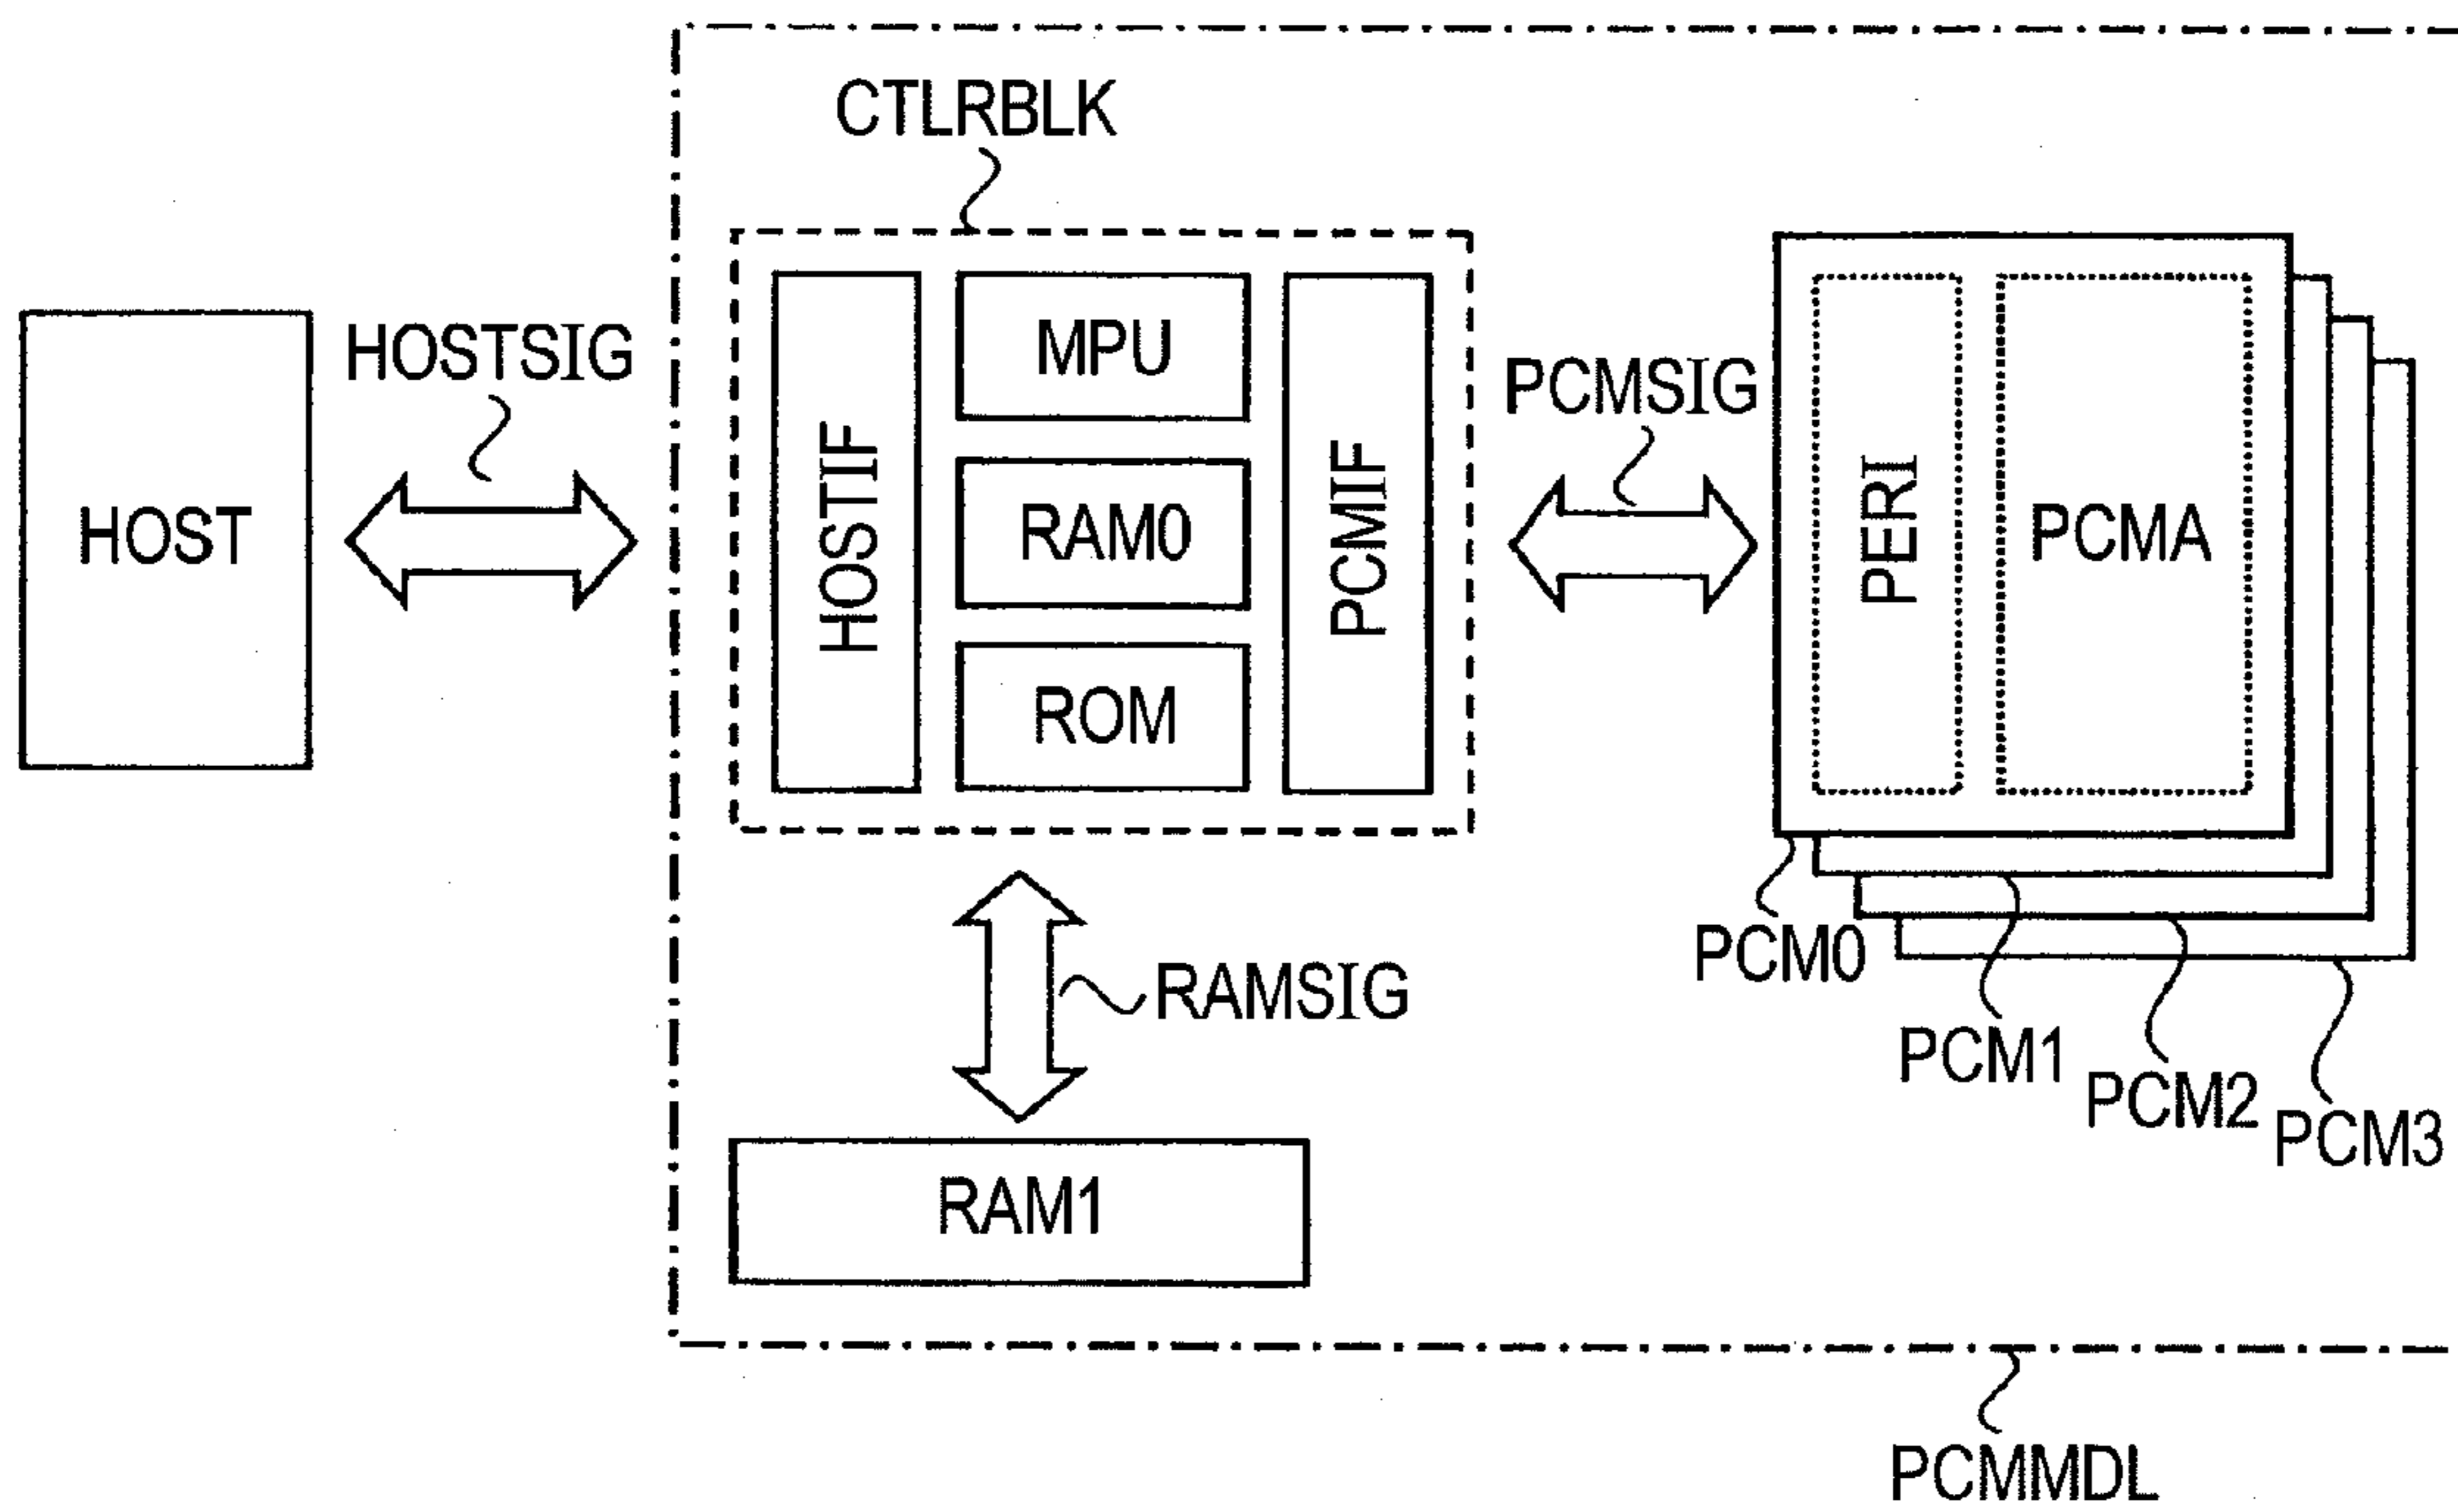 CTLRBLK
HOST
HOSTSIG
HOSTIF
MPU
RAM0
ROM
PCMIF
PCMSIG
PERI
PCMA
PCM0
PCM1
PCM2
PCM3
RAMSIG
RAM1
PCMMDL